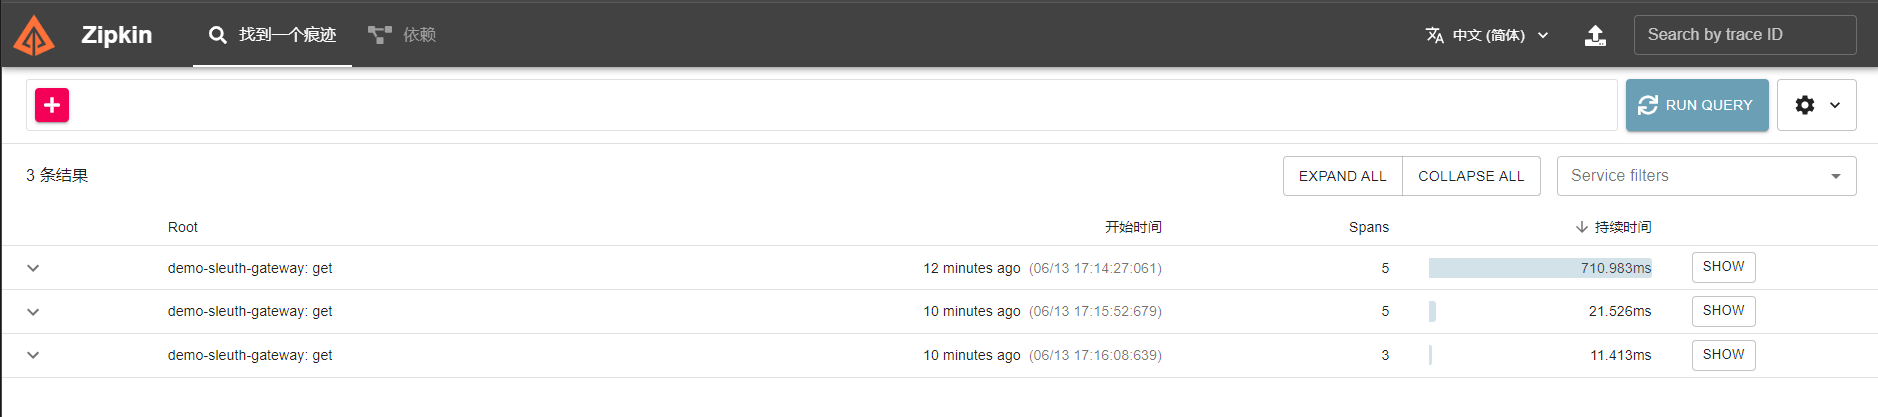 Zipkin 找到一个痕迹 依赖 中文 (简体) Search by trace ID
RUN QUERY
3 条结果 EXPAND ALL COLLAPSE ALL Service filters
Root 开始时间 Spans 持续时间
demo-sleuth-gateway: get 12 minutes ago (06/13 17:14:27:061) 5 710.983ms SHOW
demo-sleuth-gateway: get 10 minutes ago (06/13 17:15:52:679) 5 21.526ms SHOW
demo-sleuth-gateway: get 10 minutes ago (06/13 17:16:08:639) 3 11.413ms SHOW